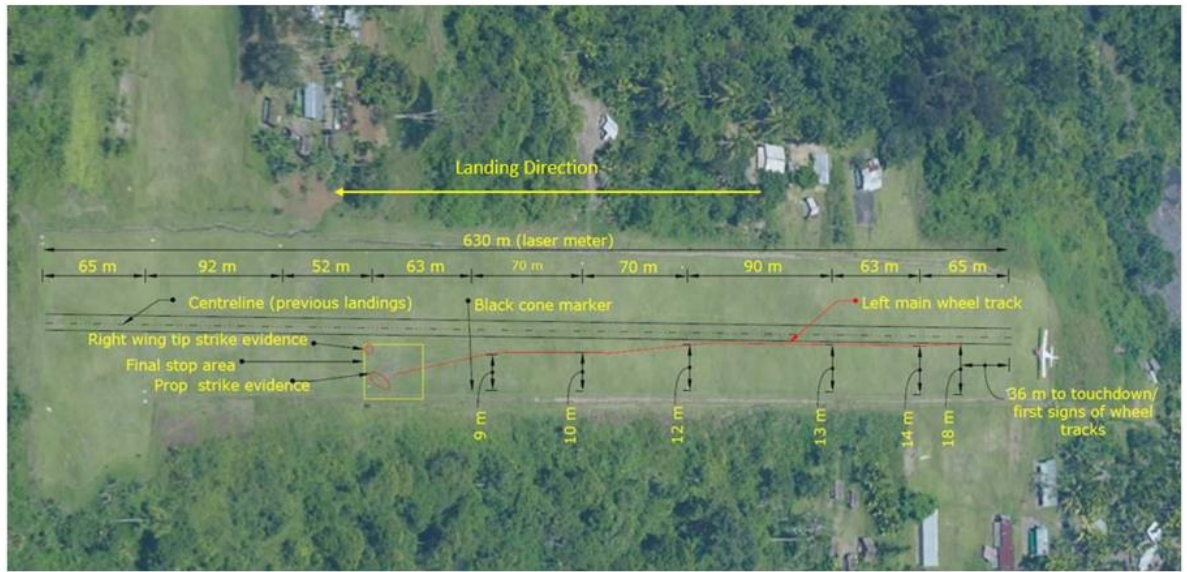 Landing Direction
630 m (laser meter)
65 m
92 m
52 m
63 m
70 m
70 m
90 m
63 m
65 m
Centreline (previous landings)
Black cone marker
Left main wheel track
Right wing tip strike evidence
Final stop area
Prop strike evidence
9 m
10 m
12 m
13 m
14 m
18 m
36 m to touchdown/
first signs of wheel
tracks